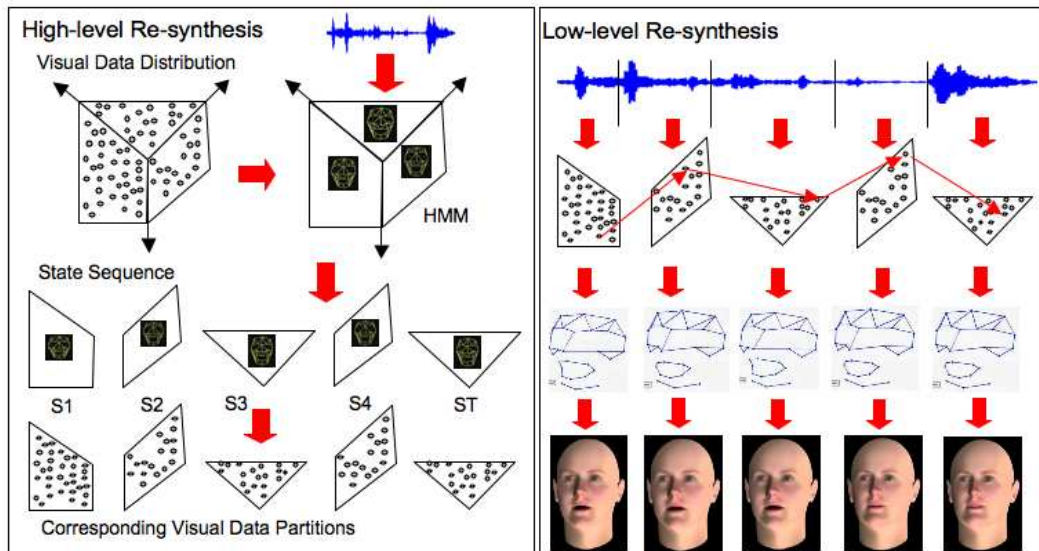 High-level Re-synthesis
Visual Data Distribution
HMM
State Sequence
S1 S2 S3 S4 ST
Corresponding Visual Data Partitions
Low-level Re-synthesis